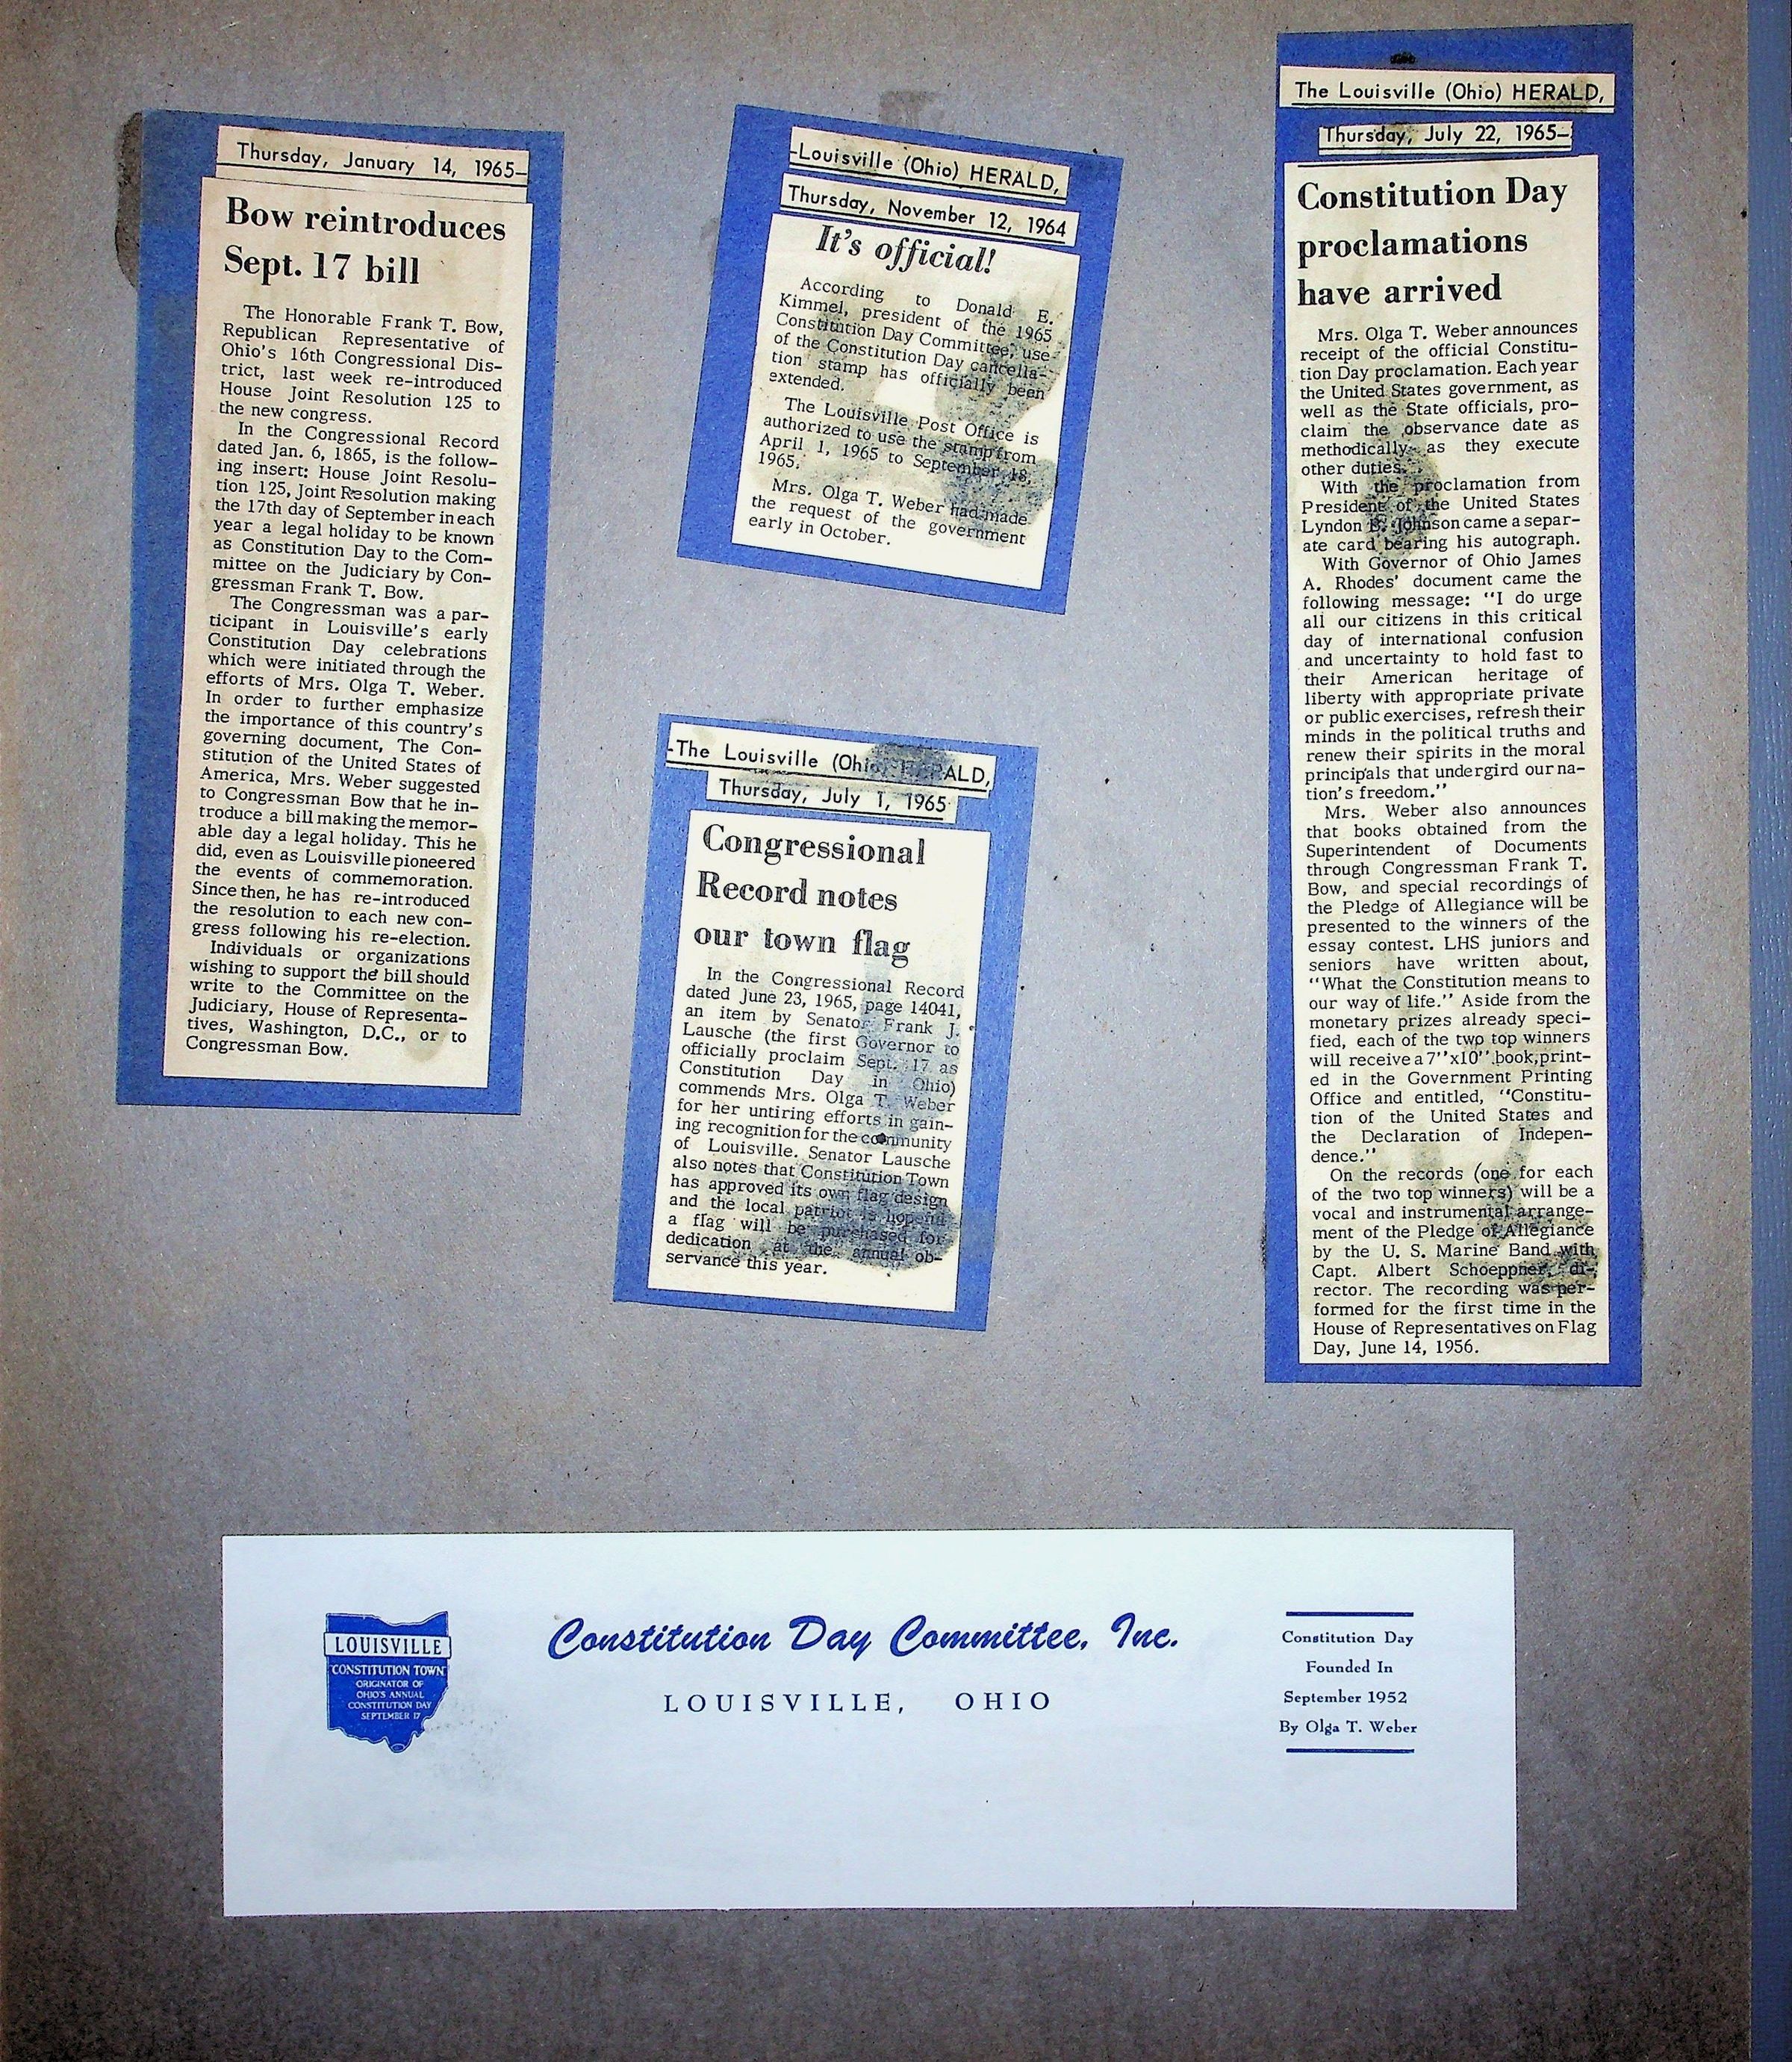 Thursday, January 14, 1965-
Bow reintroduces
Sept. 17 bill
The Honorable Frank T. Bow,
Republican Representative of
Ohio's 16th Congressional Dis-
trict, last week re-introduced
House Joint Resolution 125 to
the new congress.
In the Congressional Record
dated Jan. 6, 1865, is the follow-
ing insert: House Joint Resolu-
tion 125, Joint Resolution making
the 17th day of September in each
year a legal holiday to be known
as Constitution Day to the Com-
mittee on the Judiciary by Con-
gressman Frank T. Bow.
The Congressman was a par-
ticipant in Louisville's early
Constitution Day celebrations
which were initiated through the
efforts of Mrs. Olga T. Weber.
In order to further emphasize
the importance of this country's
governing document, The Con-
stitution of the United States of
America, Mrs. Weber suggested
to Congressman Bow that he in-
troduce a bill making the memor-
able day a legal holiday. This he
did, even as Louisville pioneered
the events of commemoration.
Since then, he has re-introduced
the resolution to each new con-
gress following his re-election.
Individuals or organizations
wishing to support the bill should
write to the Committee on the
Judiciary, House of Representa-
tives, Washington, D.C., or to
Congressman Bow.
-Louisville (Ohio) HERALD,
Thursday, November 12, 1964
It's official!
According to Donald E.
Kimmel, president of the 1965
Constitution Day Committee, use
of the Constitution Day cancella-
tion stamp has officially been
extended.
The Louisville Post Office is
authorized to use the stamp from
April 1, 1965 to September 18,
1965.
Mrs. Olga T. Weber had made
the request of the government
early in October.
-The Louisville (Ohio) HERALD,
Thursday, July 1, 1965
Congressional
Record notes
our town flag
In the Congressional Record
dated June 23, 1965, page 14041,
an item by Senator Frank J.
Lausche (the first Governor to
officially proclaim Sept. 17 as
Constitution Day in Ohio)
commends Mrs. Olga T. Weber
for her untiring efforts in gain-
ing recognition for the community
of Louisville. Senator Lausche
also notes that Constitution Town
has approved its own flag design
and the local patriot is hopeful
a flag will be purchased for
dedication at the annual ob-
servance this year.
The Louisville (Ohio) HERALD,
Thursday, July 22, 1965-
Constitution Day
proclamations
have arrived
Mrs. Olga T. Weber announces
receipt of the official Constitu-
tion Day proclamation. Each year
the United States government, as
well as the State officials, pro-
claim the observance date as
methodically as they execute
other duties.
With the proclamation from
President of the United States
Lyndon B. Johnson came a separ-
ate card bearing his autograph.
With Governor of Ohio James
A. Rhodes' document came the
following message: "I do urge
all our citizens in this critical
day of international confusion
and uncertainty to hold fast to
their American heritage of
liberty with appropriate private
or public exercises, refresh their
minds in the political truths and
renew their spirits in the moral
principals that undergird our na-
tion's freedom."
Mrs. Weber also announces
that books obtained from the
Superintendent of Documents
through Congressman Frank T.
Bow, and special recordings of
the Pledge of Allegiance will be
presented to the winners of the
essay contest. LHS juniors and
seniors have written about,
"What the Constitution means to
our way of life." Aside from the
monetary prizes already speci-
fied, each of the two top winners
will receive a 7''x10'' book, print-
ed in the Government Printing
Office and entitled, "Constitu-
tion of the United States and
the Declaration of Indepen-
dence."
On the records (one for each
of the two top winners) will be a
vocal and instrumental arrange-
ment of the Pledge of Allegiance
by the U. S. Marine Band with
Capt. Albert Schoeppner, di-
rector. The recording was per-
formed for the first time in the
House of Representatives on Flag
Day, June 14, 1956.
LOUISVILLE
CONSTITUTION TOWN
ORIGINATOR OF
OHIO'S ANNUAL
CONSTITUTION DAY
SEPTEMBER 17
Constitution Day Committee, Inc.
LOUISVILLE, OHIO
Constitution Day
Founded In
September 1952
By Olga T. Weber